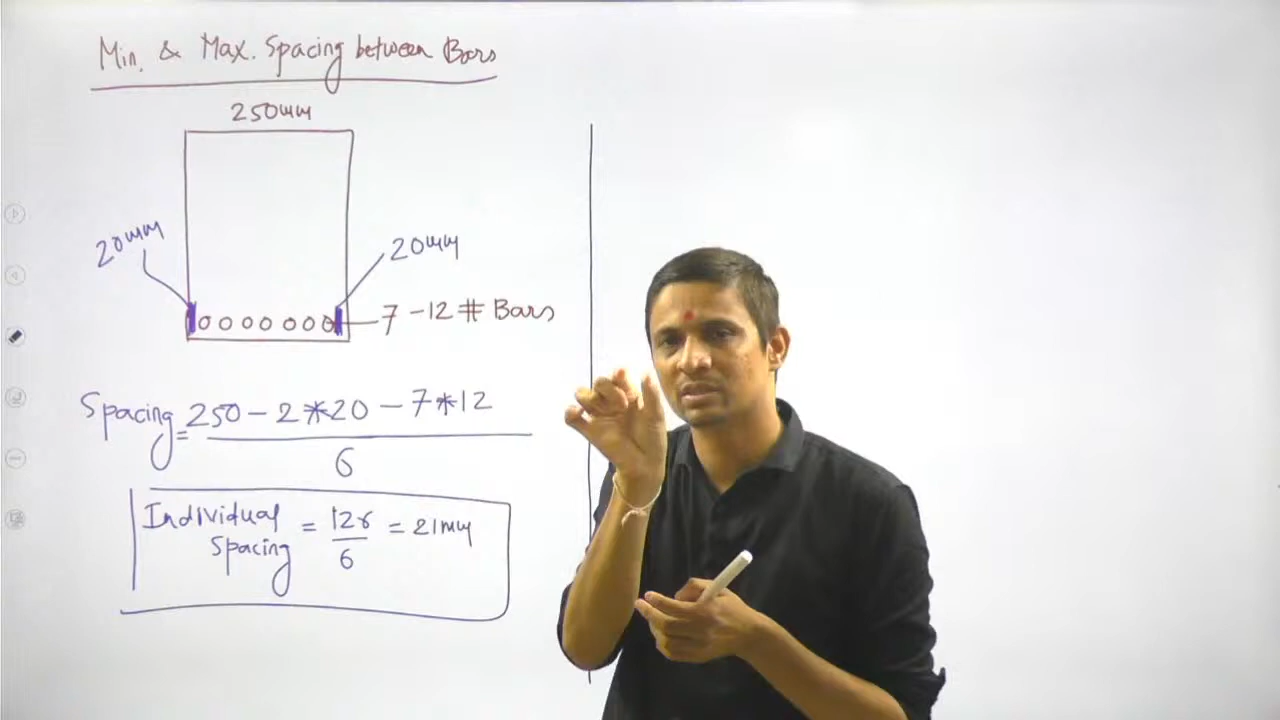 Min. & Max. Spacing between Bars
250mm
20mm
20mm
7 - 12 # Bars
Spacing = 250 - 2 * 20 - 7 * 12
6
Individual Spacing = 126 = 21mm
6